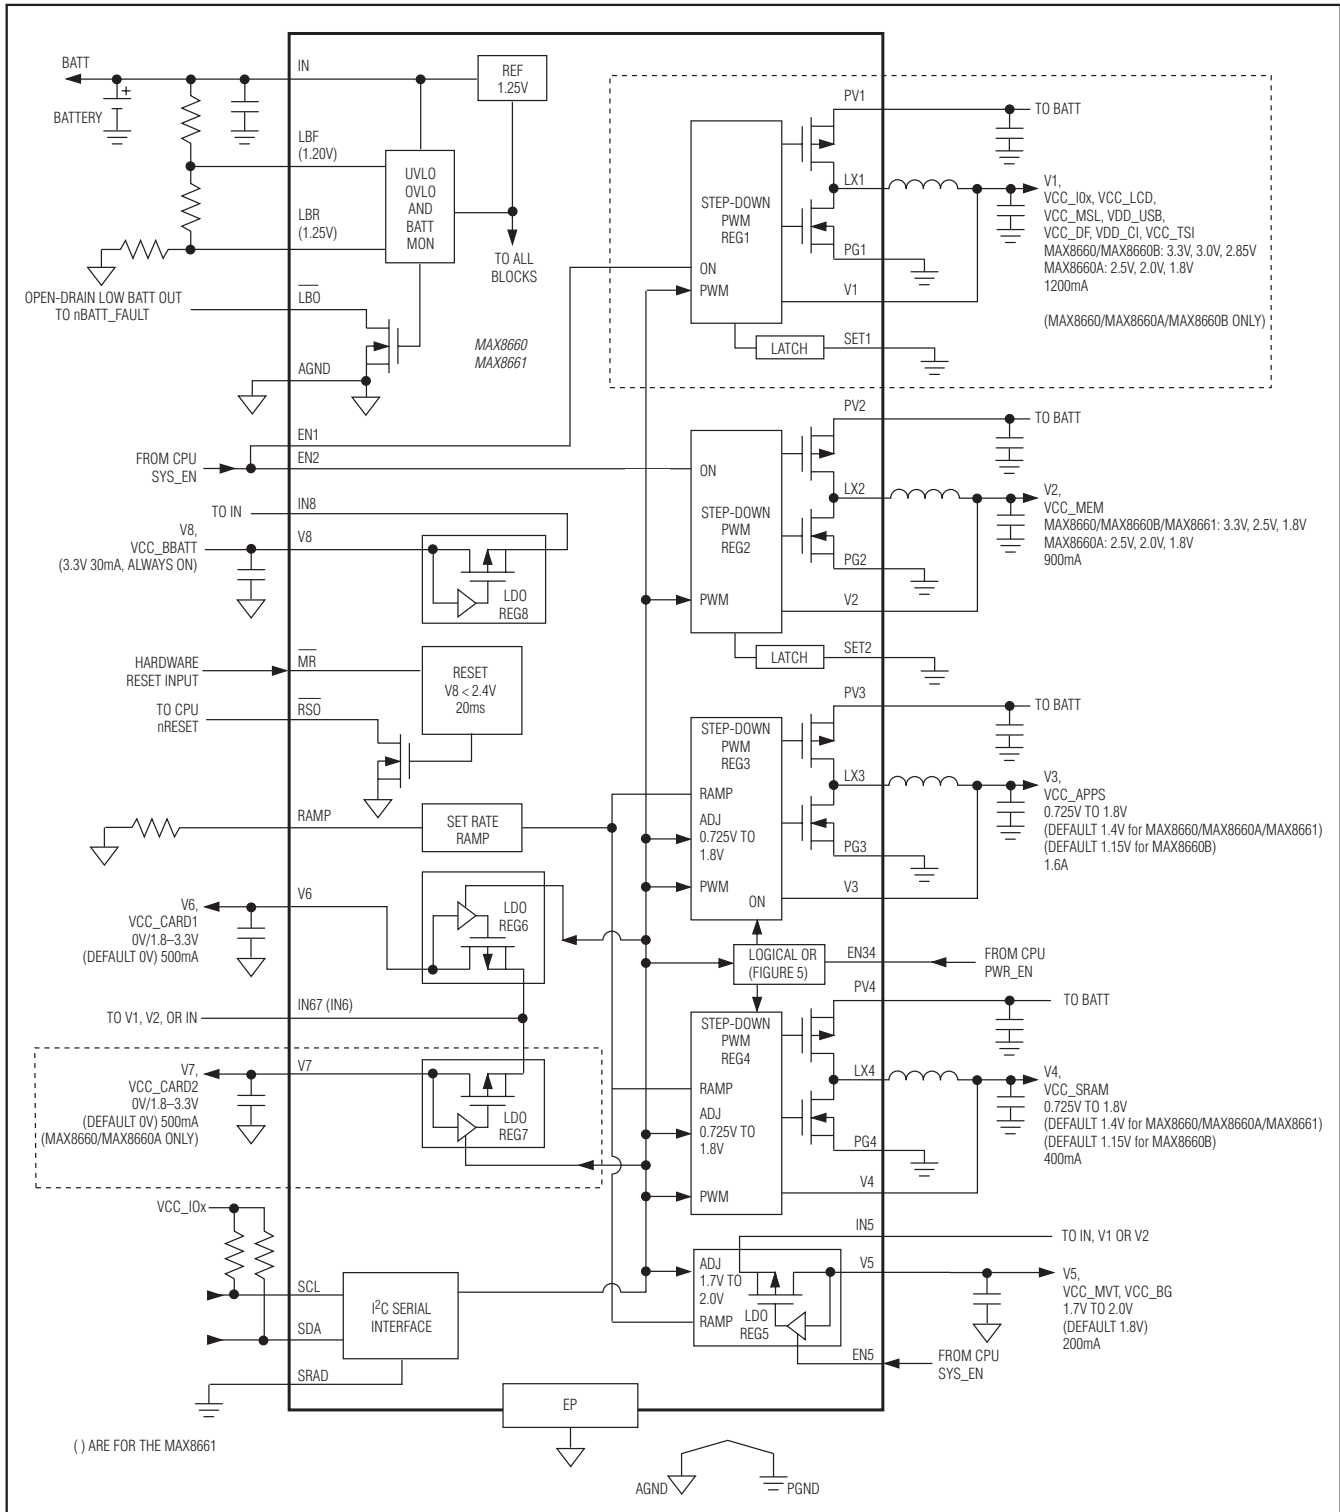 BATT
BATTERY
+
IN
REF
1.25V
LBF
(1.20V)
LBR
(1.25V)
UVLO
OVLO
AND
BATT
MON
TO ALL
BLOCKS
OPEN-DRAIN LOW BATT OUT
TO nBATT_FAULT
LBO
AGND
MAX8660
MAX8661
FROM CPU
SYS_EN
EN1
EN2
TO IN
IN8
V8,
VCC_BBATT
(3.3V 30mA, ALWAYS ON)
V8
LDO
REG8
HARDWARE
RESET INPUT
MR
RESET
V8 < 2.4V
20ms
TO CPU
nRESET
RSO
RAMP
SET RATE
RAMP
V6,
VCC_CARD1
0V/1.8–3.3V
(DEFAULT 0V) 500mA
V6
LDO
REG6
TO V1, V2, OR IN
IN67 (IN6)
V7,
VCC_CARD2
0V/1.8–3.3V
(DEFAULT 0V) 500mA
(MAX8660/MAX8660A ONLY)
V7
LDO
REG7
VCC_IOx
SCL
SDA
SRAD
I2C SERIAL
INTERFACE
EP
( ) ARE FOR THE MAX8661
AGND
PGND
STEP-DOWN
PWM
REG1
ON
PWM
LATCH
PV1
TO BATT
LX1
PG1
V1
SET1
V1,
VCC_IOx, VCC_LCD,
VCC_MSL, VDD_USB,
VCC_DF, VDD_CI, VCC_TSI
MAX8660/MAX8660B: 3.3V, 3.0V, 2.85V
MAX8660A: 2.5V, 2.0V, 1.8V
1200mA
(MAX8660/MAX8660A/MAX8660B ONLY)
ON
STEP-DOWN
PWM
REG2
PWM
LATCH
PV2
TO BATT
LX2
PG2
V2
SET2
V2,
VCC_MEM
MAX8660/MAX8660B/MAX8661: 3.3V, 2.5V, 1.8V
MAX8660A: 2.5V, 2.0V, 1.8V
900mA
STEP-DOWN
PWM
REG3
RAMP
ADJ
0.725V TO
1.8V
PWM
ON
PV3
TO BATT
LX3
PG3
V3
V3,
VCC_APPS
0.725V TO 1.8V
(DEFAULT 1.4V for MAX8660/MAX8660A/MAX8661)
(DEFAULT 1.15V for MAX8660B)
1.6A
LOGICAL OR
(FIGURE 5)
EN34
FROM CPU
PWR_EN
STEP-DOWN
PWM
REG4
RAMP
ADJ
0.725V TO
1.8V
PWM
PV4
TO BATT
LX4
PG4
V4
V4,
VCC_SRAM
0.725V TO 1.8V
(DEFAULT 1.4V for MAX8660/MAX8660A/MAX8661)
(DEFAULT 1.15V for MAX8660B)
400mA
IN5
TO IN, V1 OR V2
ADJ
1.7V TO
2.0V
RAMP
LDO
REG5
V5
EN5
FROM CPU
SYS_EN
V5,
VCC_MVT, VCC_BG
1.7V TO 2.0V
(DEFAULT 1.8V)
200mA